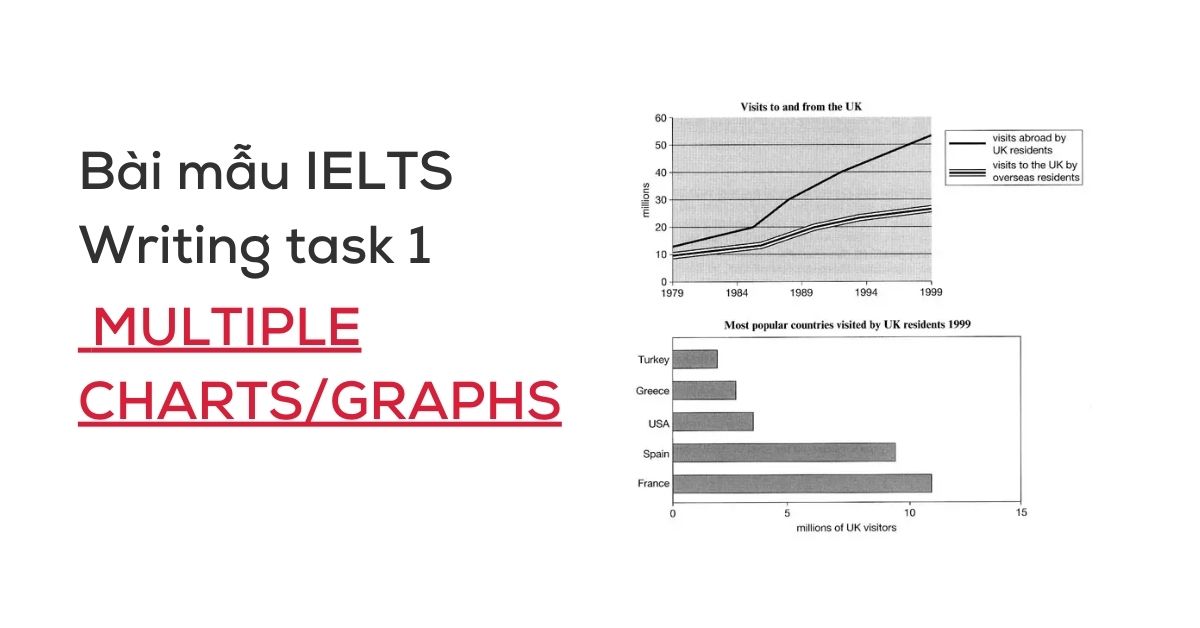 Bài mẫu IELTS
Writing task 1
MULTIPLE
CHARTS/GRAPHS
Visits to and from the UK
60
50
40
30
20
10
0
millions
1979 1984 1989 1994 1999
visits abroad by
UK residents
visits to the UK by
overseas residents
Most popular countries visited by UK residents 1999
Turkey
Greece
USA
Spain
France
0 5 10 15
millions of UK visitors